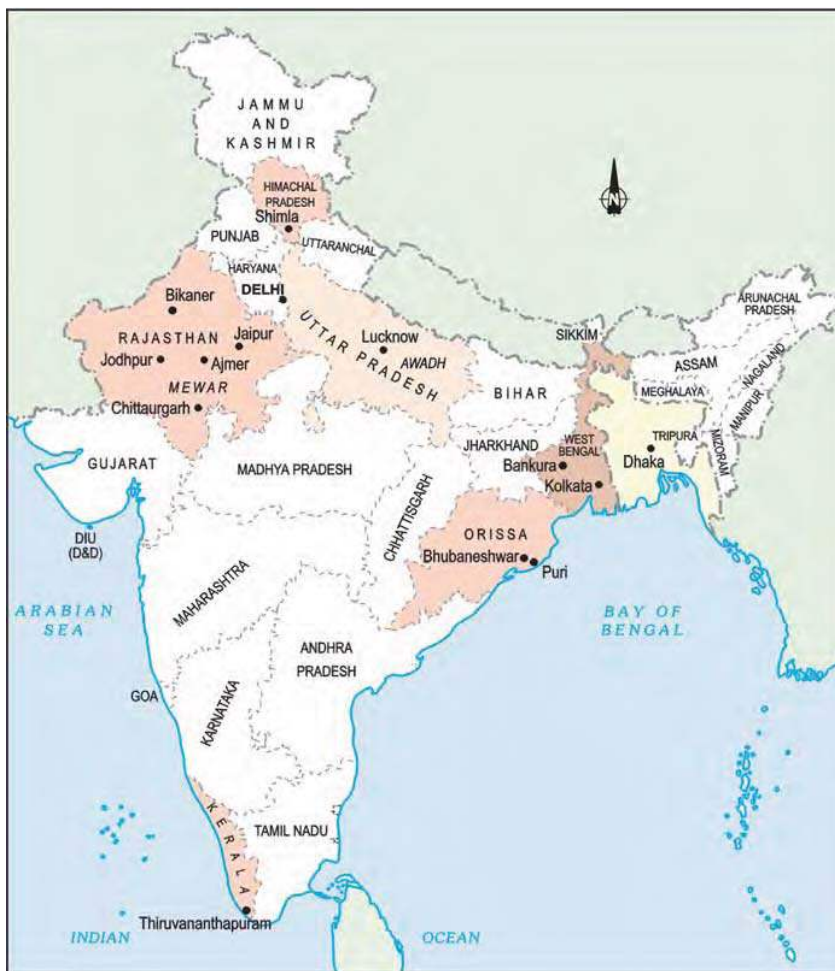 JAMMU
AND
KASHMIR
N
HIMACHAL
PRADESH
Shimla
PUNJAB
UTTARANCHAL
HARYANA
DELHI
ARUNACHAL
PRADESH
Bikaner
RAJASTHAN
Jaipur
Jodhpur
Ajmer
MEWAR
Chittaurgarh
UTTAR PRADESH
Lucknow
AWADH
SIKKIM
ASSAM
NAGALAND
MEGHALAYA
MANIPUR
BIHAR
JHARKHAND
WEST
BENGAL
TRIPURA
MIZORAM
Dhaka
Bankura
Kolkata
GUJARAT
MADHYA PRADESH
CHHATTISGARH
DIU
(D&D)
ORISSA
Bhubaneshwar
Puri
MAHARASHTRA
ARABIAN
SEA
BAY OF
BENGAL
ANDHRA
PRADESH
GOA
KARNATAKA
KERALA
TAMIL NADU
Thiruvananthapuram
INDIAN
OCEAN